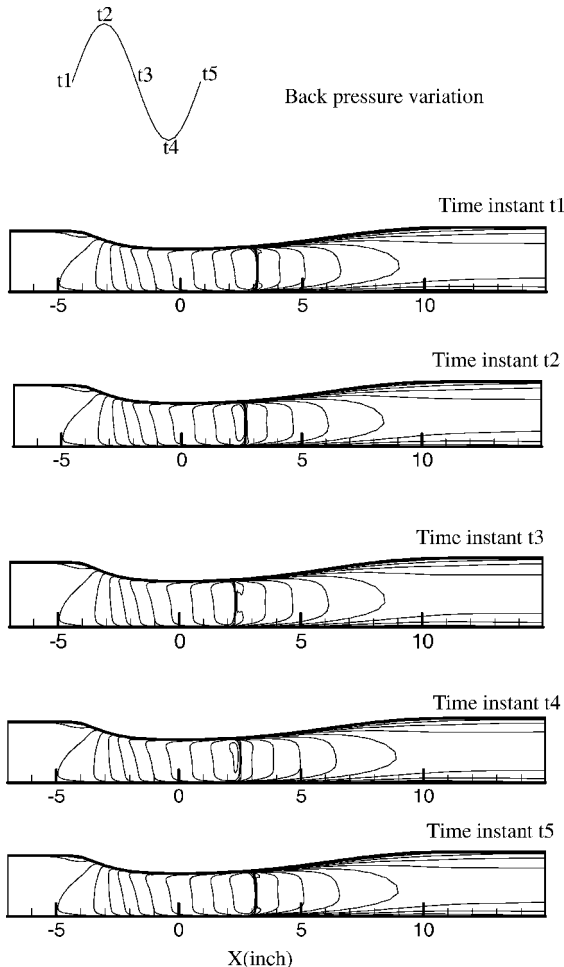 t2
t1
t3
t5
t4
Back pressure variation
Time instant t1
-5 0 5 10
Time instant t2
-5 0 5 10
Time instant t3
-5 0 5 10
Time instant t4
-5 0 5 10
Time instant t5
-5 0 5 10
X(inch)